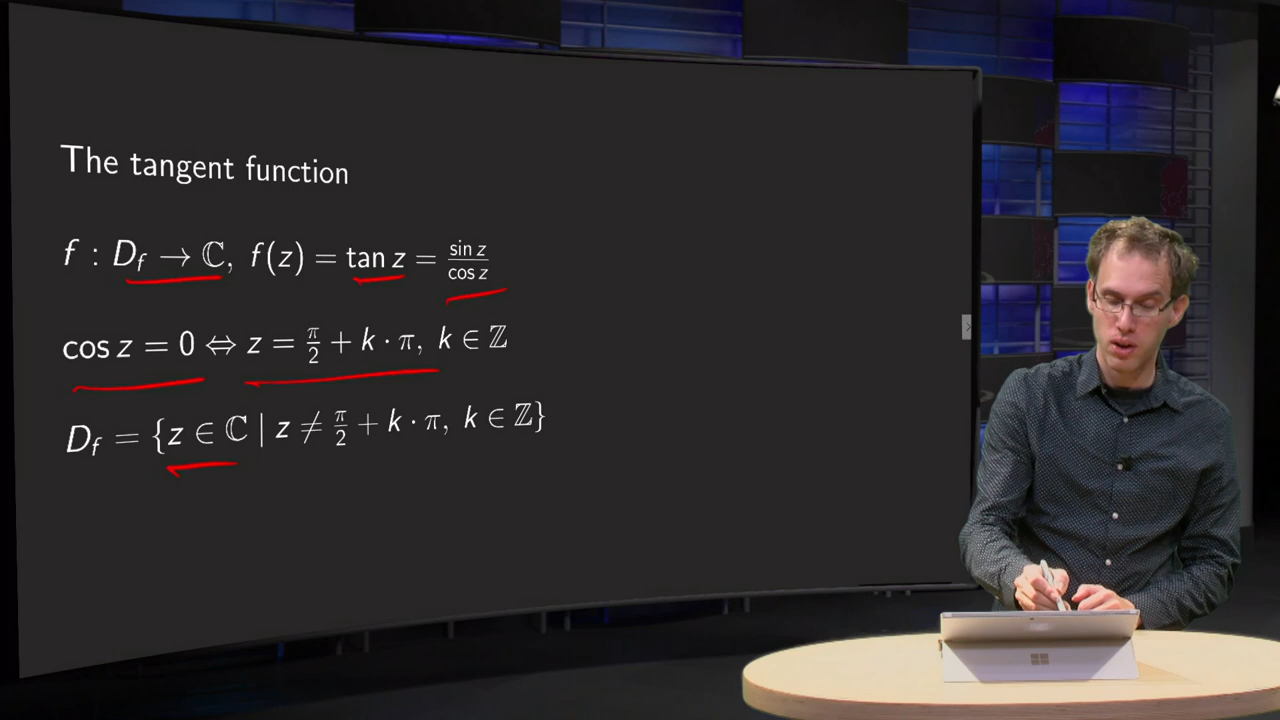 The tangent function
f : D_f → ℂ, f(z) = tan z = sin z / cos z
cos z = 0 ⇔ z = π/2 + k · π, k ∈ ℤ
D_f = {z ∈ ℂ | z ≠ π/2 + k · π, k ∈ ℤ}